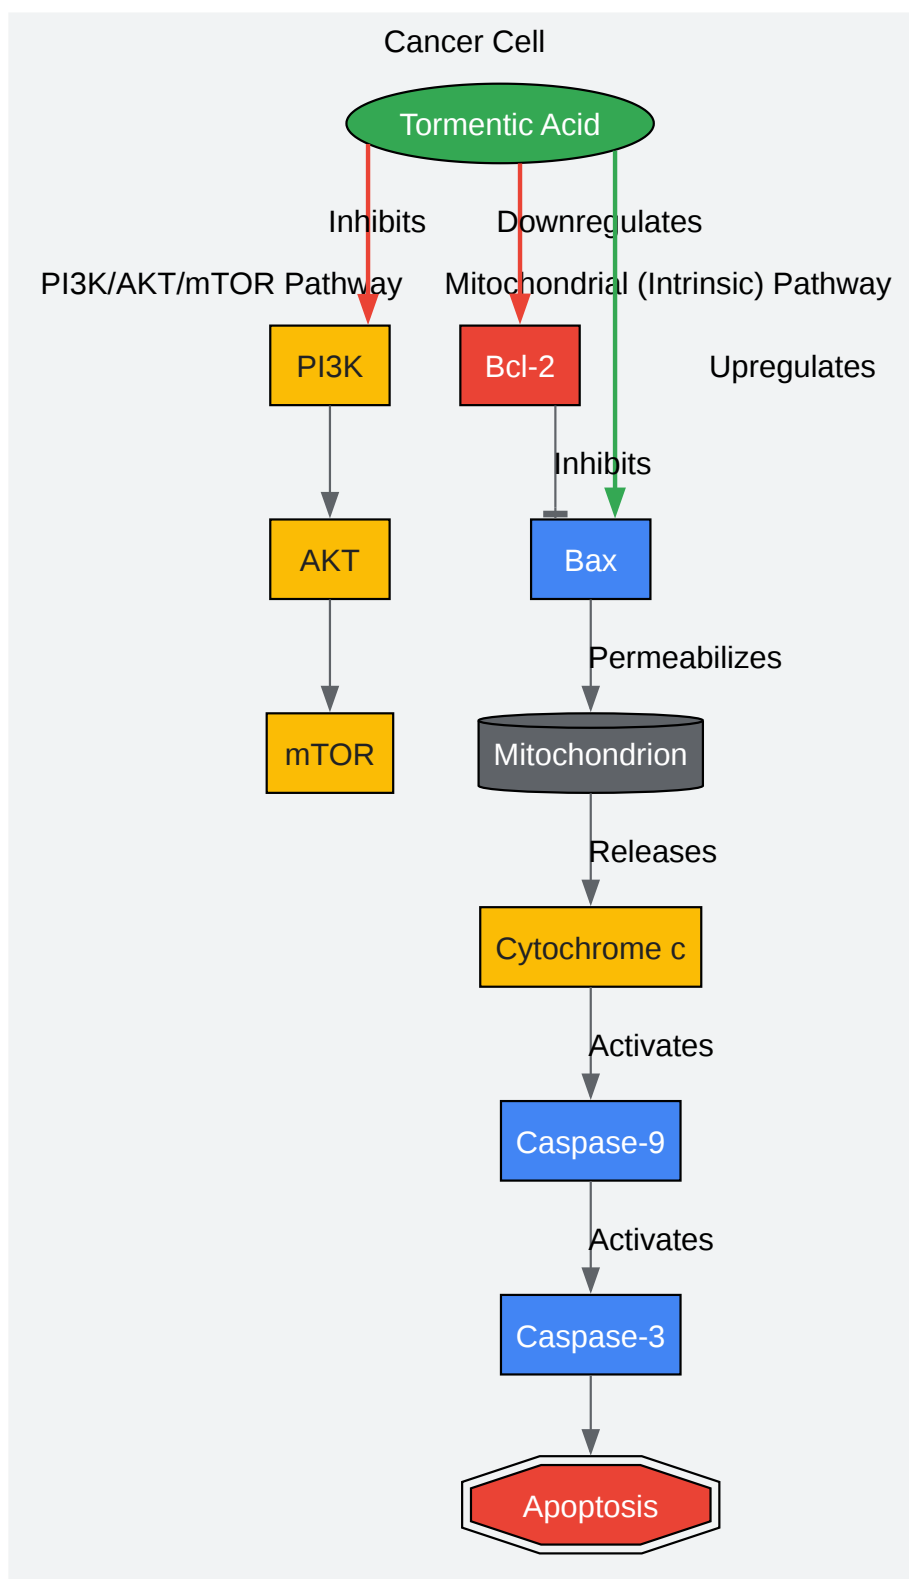 Cancer Cell
Tormentic Acid
Inhibits
Downregulates
PI3K/AKT/mTOR Pathway
Mitochondrial (Intrinsic) Pathway
PI3K
Bcl-2
Upregulates
Inhibits
AKT
Bax
Permeabilizes
mTOR
Mitochondrion
Releases
Cytochrome c
Activates
Caspase-9
Activates
Caspase-3
Apoptosis